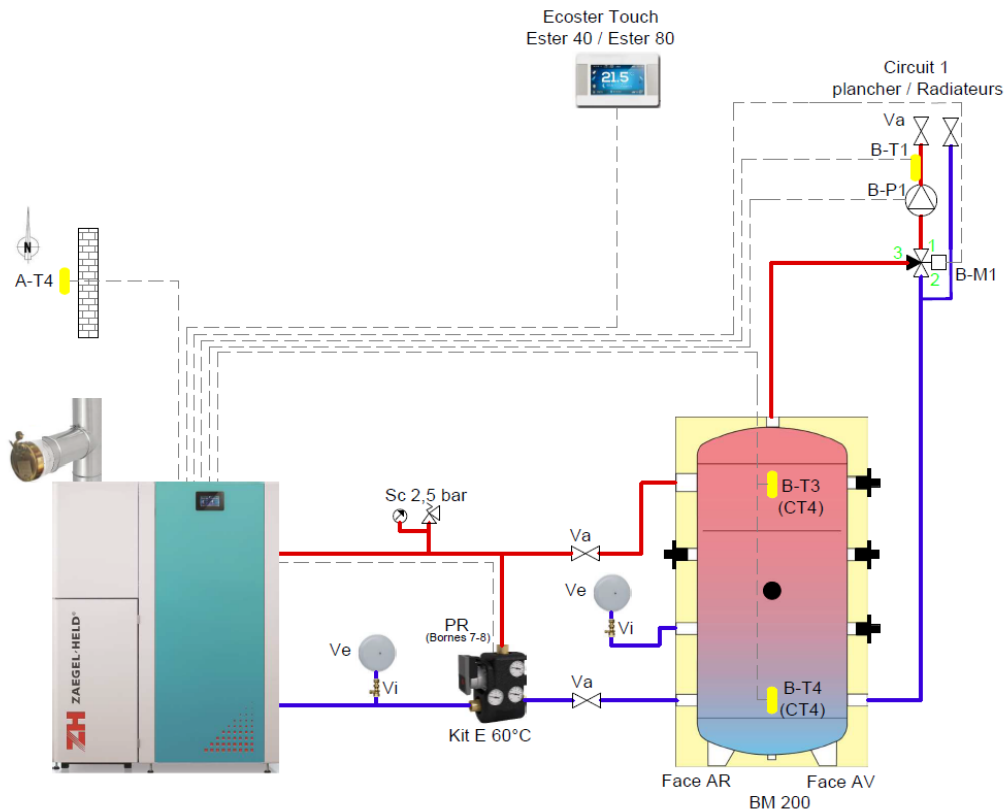 Ecoster Touch
Ester 40 / Ester 80
21.5
Circuit 1
plancher / Radiateurs
Va
B-T1
B-P1
N
A-T4
3
1
2
B-M1
Sc 2,5 bar
Va
B-T3
(CT4)
Ve
Vi
PR
(Bornes 7-8)
Ve
Vi
Va
B-T4
(CT4)
Kit E 60°C
ZH ZAEGEL-HELD®
Face AR
Face AV
BM 200